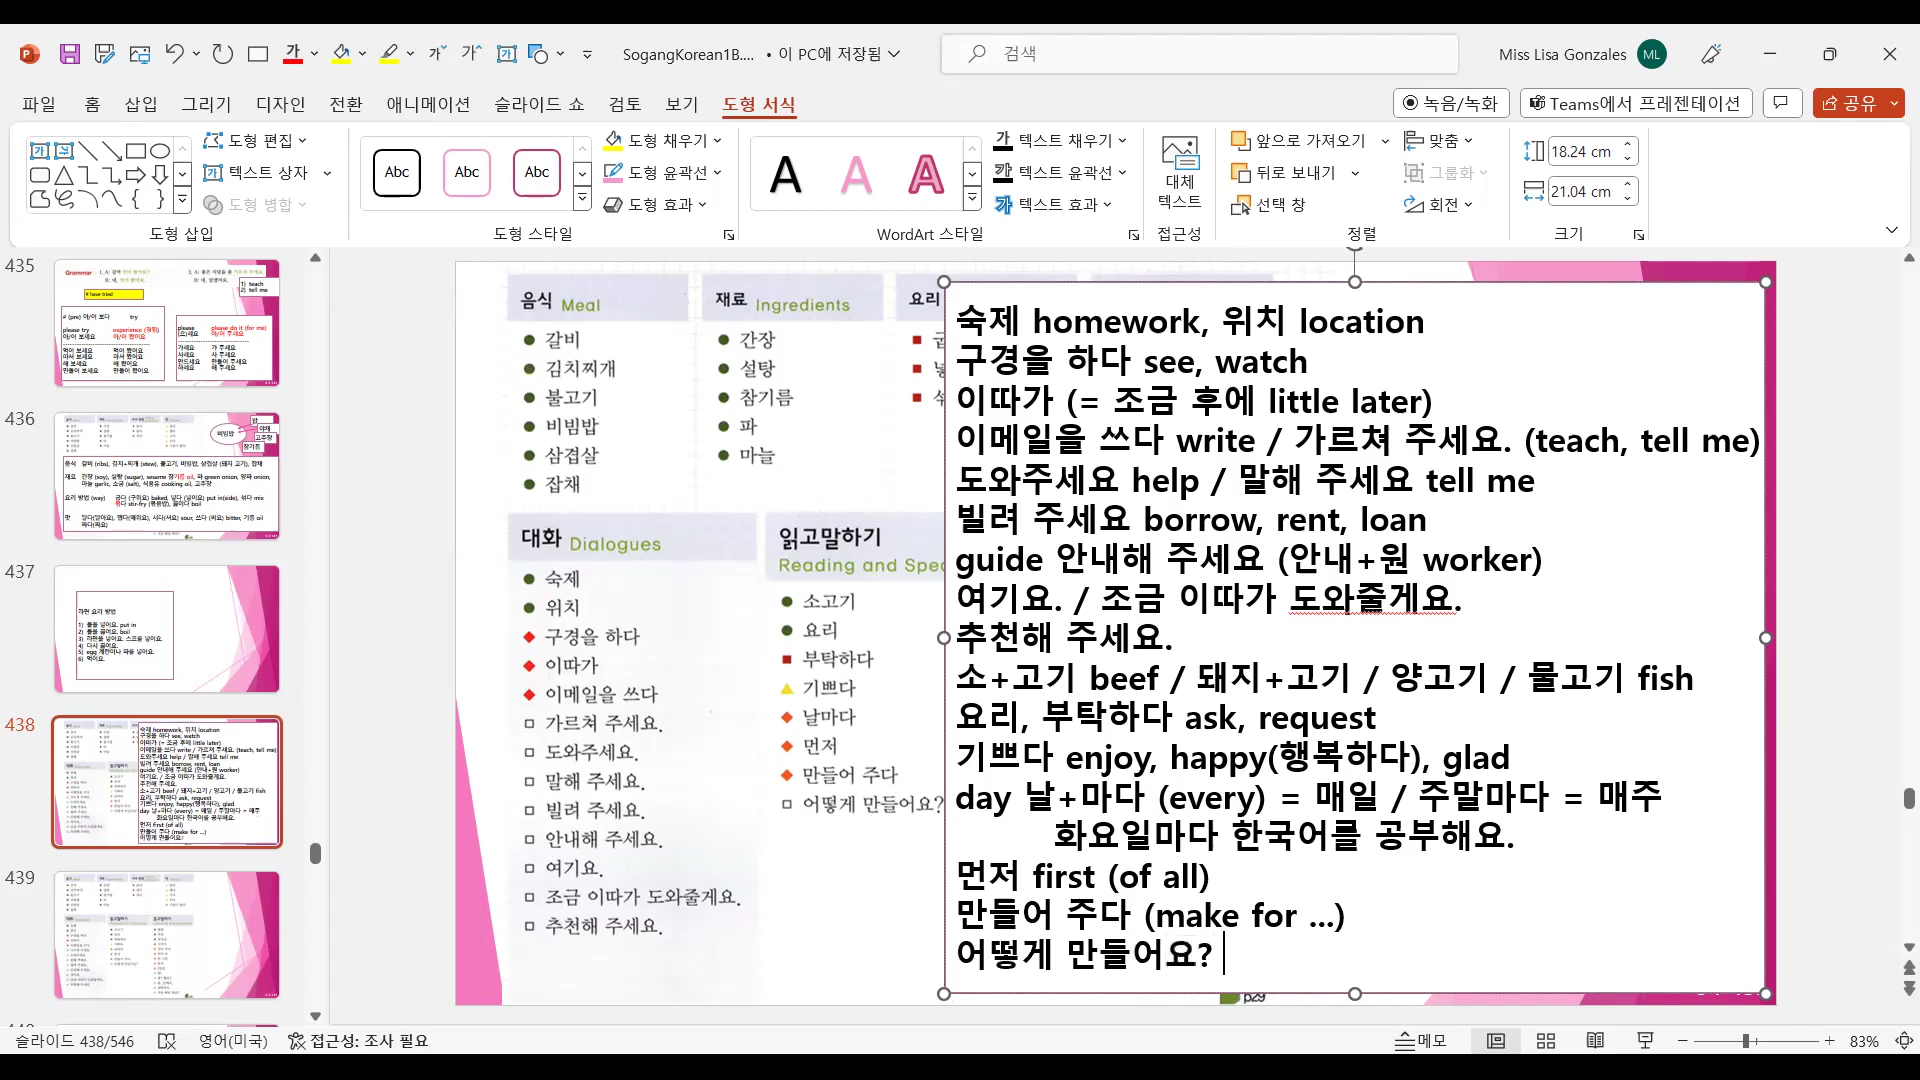 SogangKorean1B.... • 이 PC에 저장됨
검색
Miss Lisa Gonzales ML
파일 홈 삽입 그리기 디자인 전환 애니메이션 슬라이드 쇼 검토 보기 도형 서식
녹음/녹화 Teams에서 프레젠테이션 공유
도형 편집
텍스트 상자
도형 병합
도형 삽입
Abc Abc Abc
도형 채우기
도형 윤곽선
도형 효과
도형 스타일
A A A
텍스트 채우기
텍스트 윤곽선
텍스트 효과
WordArt 스타일
대체
텍스트
접근성
앞으로 가져오기
뒤로 보내기
선택 창
맞춤
그룹화
회전
정렬
18.24 cm
21.04 cm
크기
435
436
437
438
439
음식 Meal
갈비
김치찌개
불고기
비빔밥
삼겹살
잡채
재료 Ingredients
간장
설탕
참기름
파
마늘
요리
대화 Dialogues
숙제
위치
구경을 하다
이따가
이메일을 쓰다
가르쳐 주세요.
도와주세요.
말해 주세요.
빌려 주세요.
안내해 주세요.
여기요.
조금 이따가 도와줄게요.
추천해 주세요.
읽고말하기
Reading and Spea
소고기
요리
부탁하다
기쁘다
날마다
먼저
만들어 주다
어떻게 만들어요?
숙제 homework, 위치 location
구경을 하다 see, watch
이따가 (= 조금 후에 little later)
이메일을 쓰다 write / 가르쳐 주세요. (teach, tell me)
도와주세요 help / 말해 주세요 tell me
빌려 주세요 borrow, rent, loan
guide 안내해 주세요 (안내+원 worker)
여기요. / 조금 이따가 도와줄게요.
추천해 주세요.
소+고기 beef / 돼지+고기 / 양고기 / 물고기 fish
요리, 부탁하다 ask, request
기쁘다 enjoy, happy(행복하다), glad
day 날+마다 (every) = 매일 / 주말마다 = 매주
화요일마다 한국어를 공부해요.
먼저 first (of all)
만들어 주다 (make for ...)
어떻게 만들어요?
p29
슬라이드 438/546 영어(미국) 접근성: 조사 필요
메모 83%